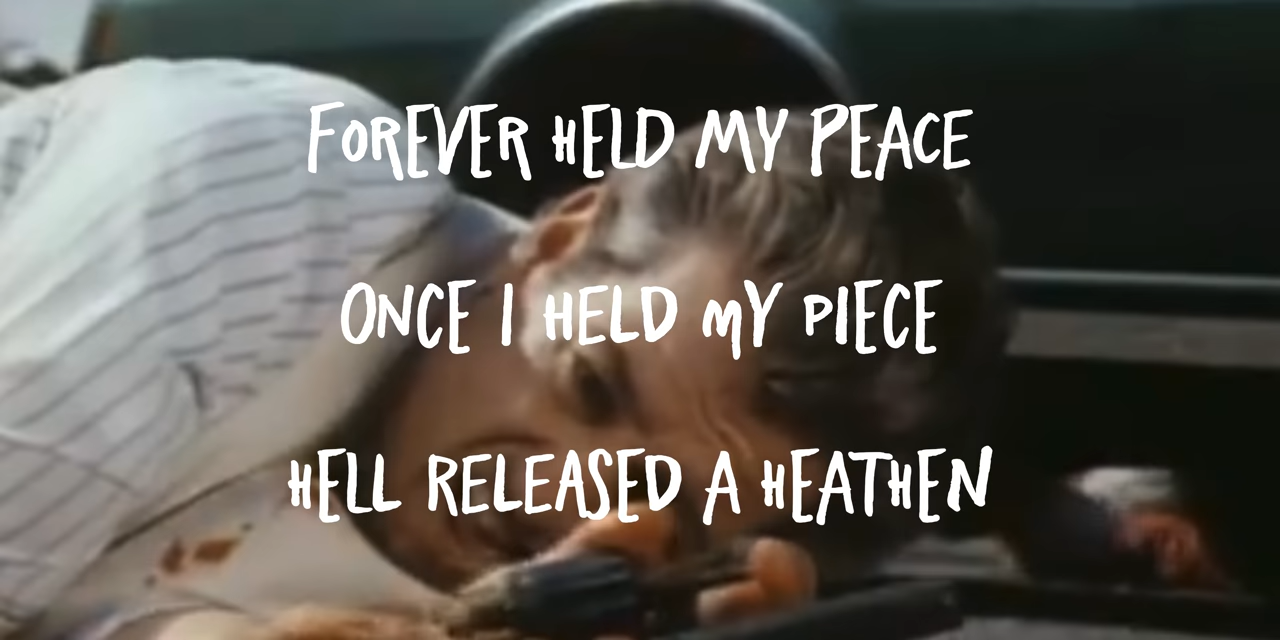 FOREVER HELD MY PEACE
ONCE I HELD MY PIECE
HELL RELEASED A HEATHEN